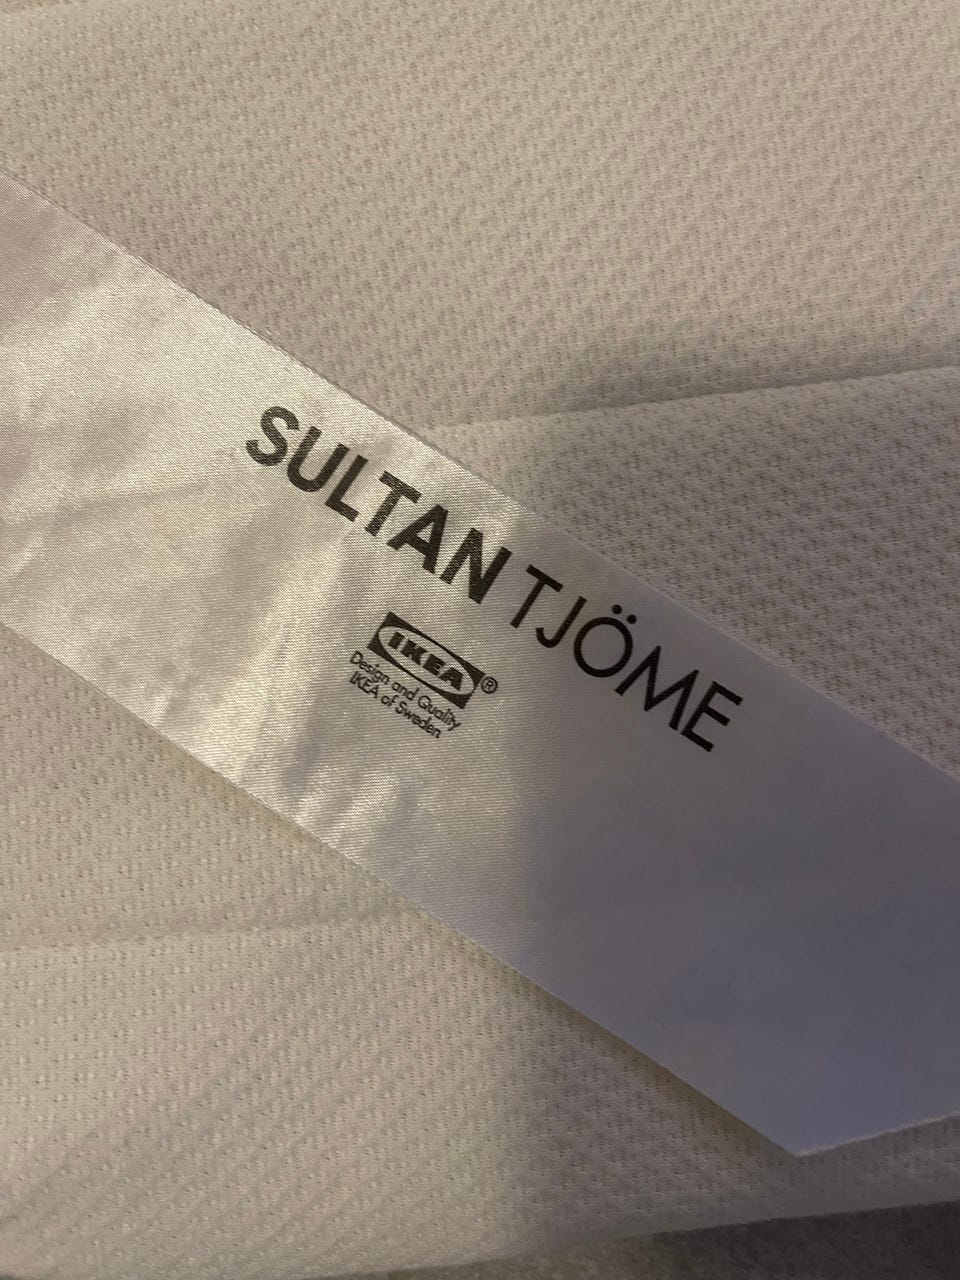 SULTAN TJÖME
IKEA®
Design and Quality
IKEA of Sweden